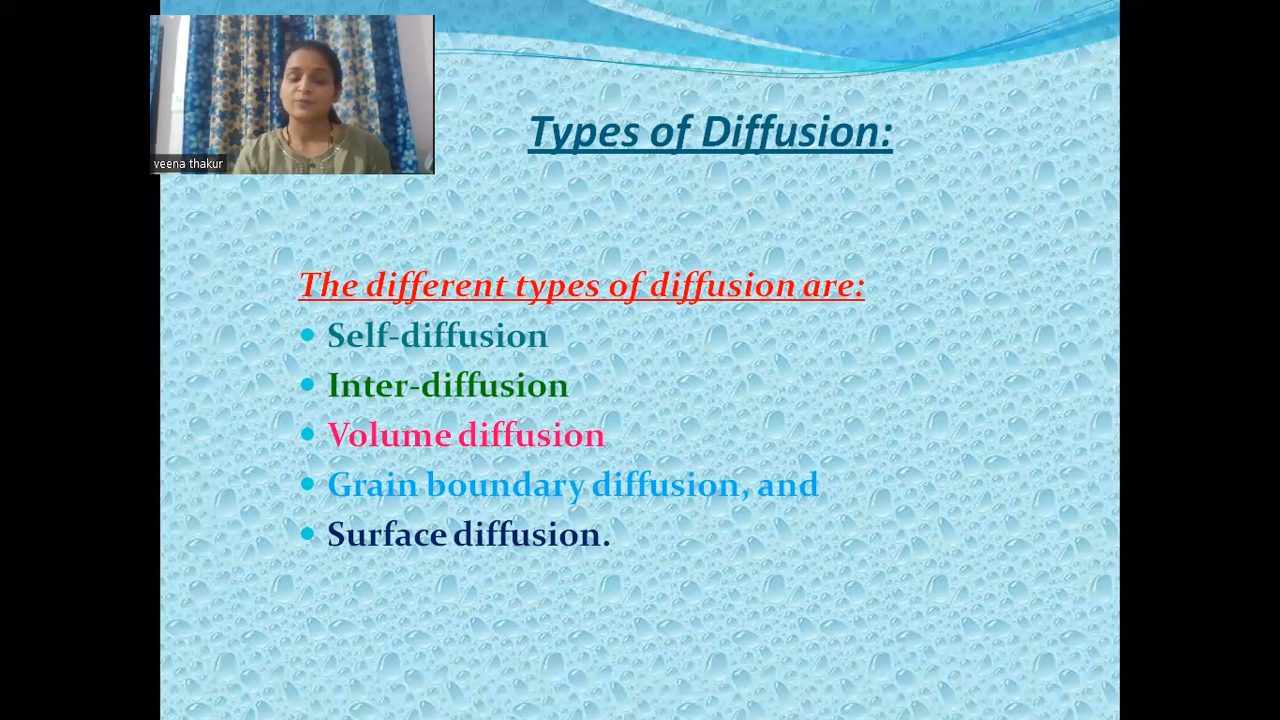 veena thakur
Types of Diffusion:
The different types of diffusion are:
Self-diffusion
Inter-diffusion
Volume diffusion
Grain boundary diffusion, and
Surface diffusion.